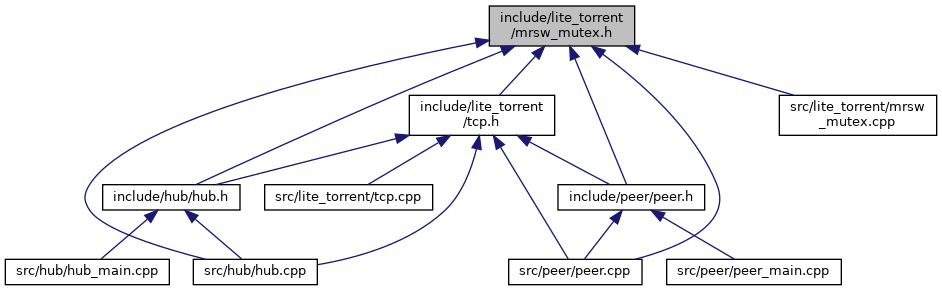 include/lite_torrent
/mrsw_mutex.h
include/lite_torrent
/tcp.h
src/lite_torrent/mrsw
_mutex.cpp
include/hub/hub.h
src/lite_torrent/tcp.cpp
include/peer/peer.h
src/hub/hub_main.cpp
src/hub/hub.cpp
src/peer/peer.cpp
src/peer/peer_main.cpp